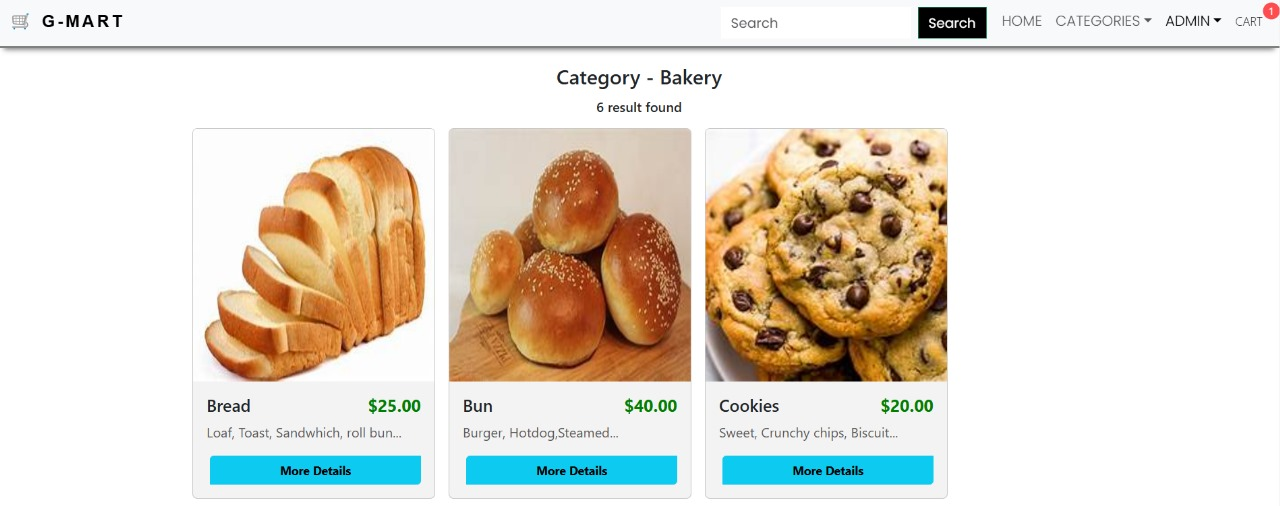 G-MART
Search
Search
HOME
CATEGORIES
ADMIN
CART
1
Category - Bakery
6 result found
Bread
$25.00
Loaf, Toast, Sandwhich, roll bun...
More Details
Bun
$40.00
Burger, Hotdog,Steamed...
More Details
Cookies
$20.00
Sweet, Crunchy chips, Biscuit...
More Details